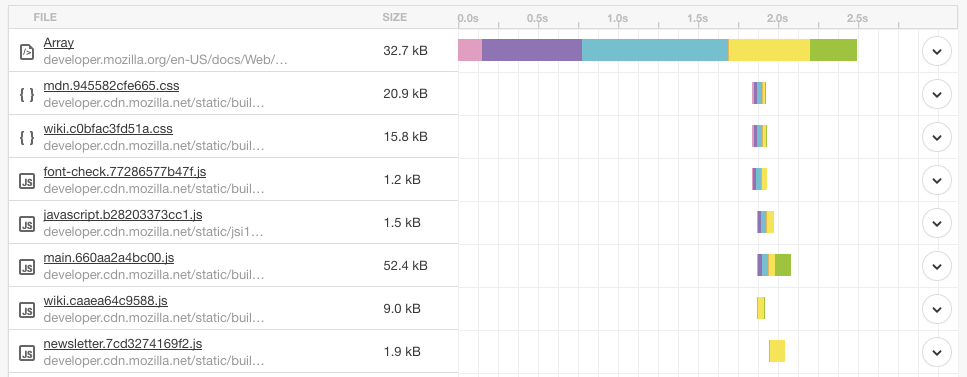 FILE SIZE 0.0s 0.5s 1.0s 1.5s 2.0s 2.5s
Array
developer.mozilla.org/en-US/docs/Web/…
32.7 kB
mdn.945582cfe665.css
developer.cdn.mozilla.net/static/buil…
20.9 kB
wiki.c0bfac3fd51a.css
developer.cdn.mozilla.net/static/buil…
15.8 kB
font-check.77286577b47f.js
JS
developer.cdn.mozilla.net/static/buil…
1.2 kB
javascript.b28203373cc1.js
JS
developer.cdn.mozilla.net/static/jsi1…
1.5 kB
main.660aa2a4bc00.js
JS
developer.cdn.mozilla.net/static/buil…
52.4 kB
wiki.caaea64c9588.js
JS
developer.cdn.mozilla.net/static/buil…
9.0 kB
newsletter.7cd3274169f2.js
JS
developer.cdn.mozilla.net/static/buil…
1.9 kB